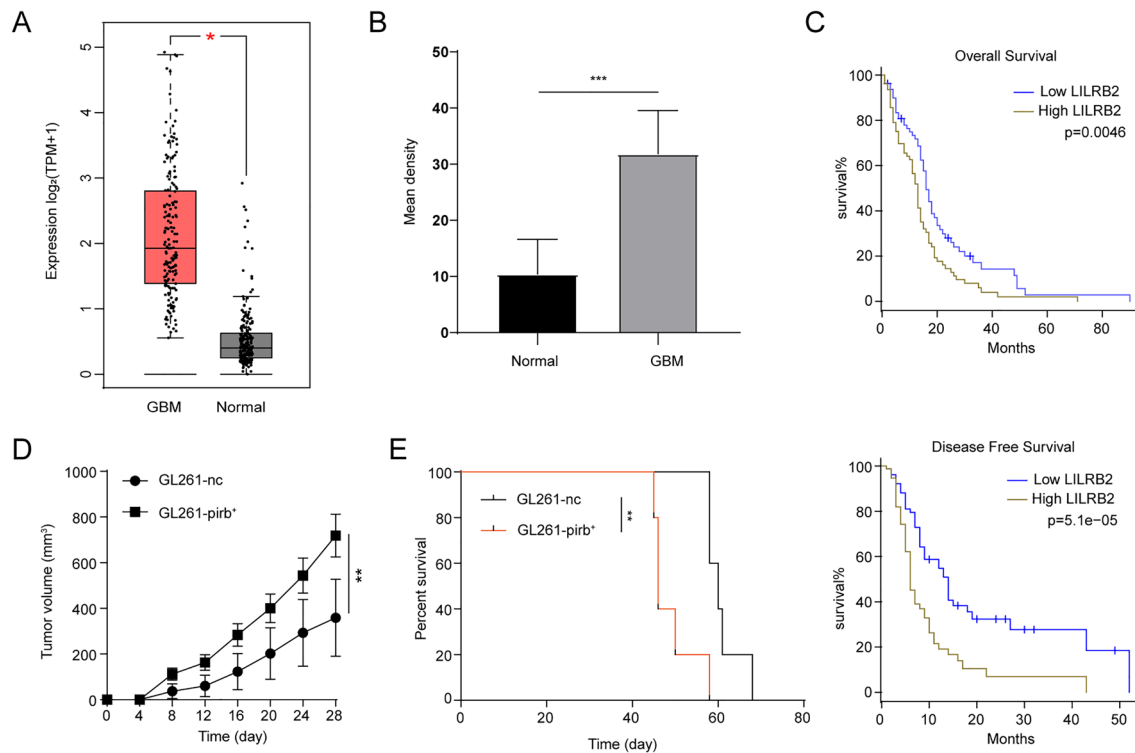 A
*
Expression log₂(TPM+1)
5
4
3
2
1
0
GBM
Normal
B
***
Mean density
50
40
30
20
10
0
Normal
GBM
C
Overall Survival
Low LILRB2
High LILRB2
p=0.0046
survival%
100
80
60
40
20
0
0
20
40
60
80
Months
D
GL261-nc
GL261-pirb⁺
**
Tumor volume (mm³)
1000
800
600
400
200
0
0
4
8
12
16
20
24
28
Time (day)
E
GL261-nc
GL261-pirb⁺
**
Percent survival
100
80
60
40
20
0
0
20
40
60
80
Time (day)
Disease Free Survival
Low LILRB2
High LILRB2
p=5.1e−05
survival%
100
80
60
40
20
0
0
10
20
30
40
50
Months